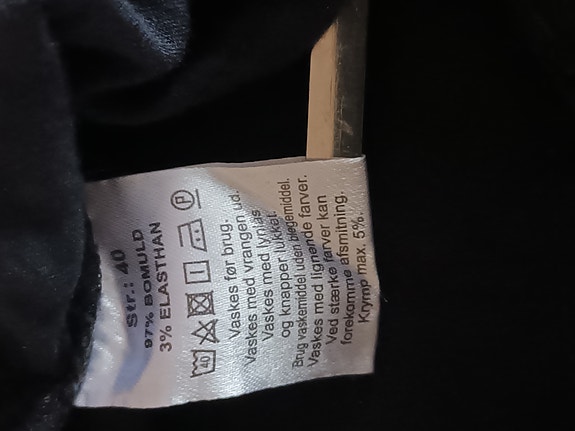 Str.: 40
97% BOMULD
3% ELASTHAN
40 P
Vaskes før brug.
Vaskes med vrangen ud.
Vaskes med lynlås
og knapper lukket.
Brug vaskemiddel uden blegemiddel.
Vaskes med lignende farver.
Ved stærke farver kan
forekomme afsmitning.
Krymp max. 5%.